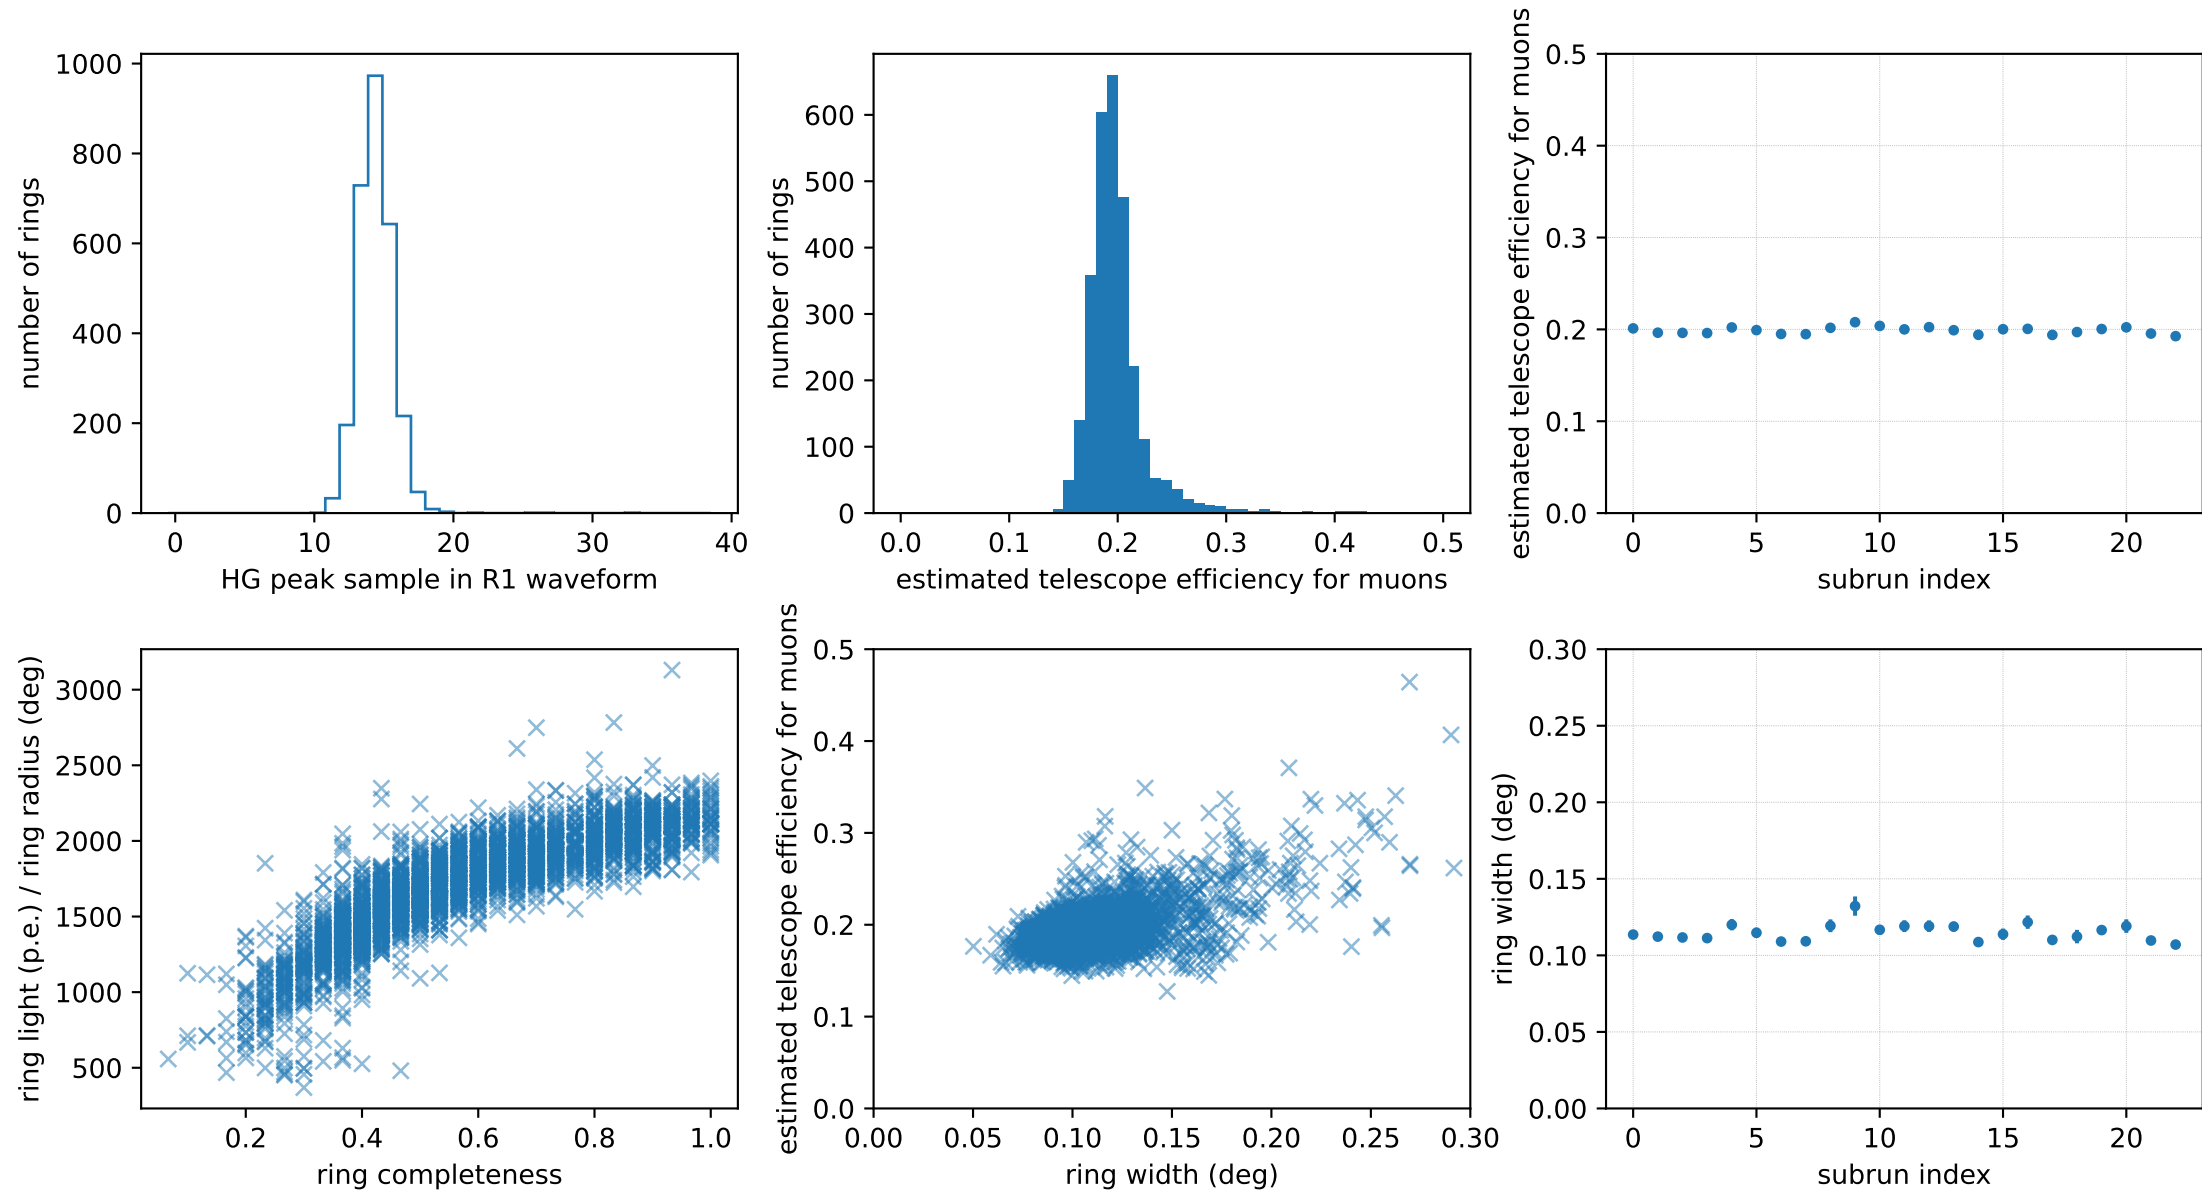 number of rings
1000
800
600
400
200
0
0 10 20 30 40
HG peak sample in R1 waveform
number of rings
600
500
400
300
200
100
0
0.0 0.1 0.2 0.3 0.4 0.5
estimated telescope efficiency for muons
estimated telescope efficiency for muons
0.5
0.4
0.3
0.2
0.1
0.0
0 5 10 15 20
subrun index
ring light (p.e.) / ring radius (deg)
3000
2500
2000
1500
1000
500
0.2 0.4 0.6 0.8 1.0
ring completeness
estimated telescope efficiency for muons
0.5
0.4
0.3
0.2
0.1
0.0
0.00 0.05 0.10 0.15 0.20 0.25 0.30
ring width (deg)
ring width (deg)
0.30
0.25
0.20
0.15
0.10
0.05
0.00
0 5 10 15 20
subrun index